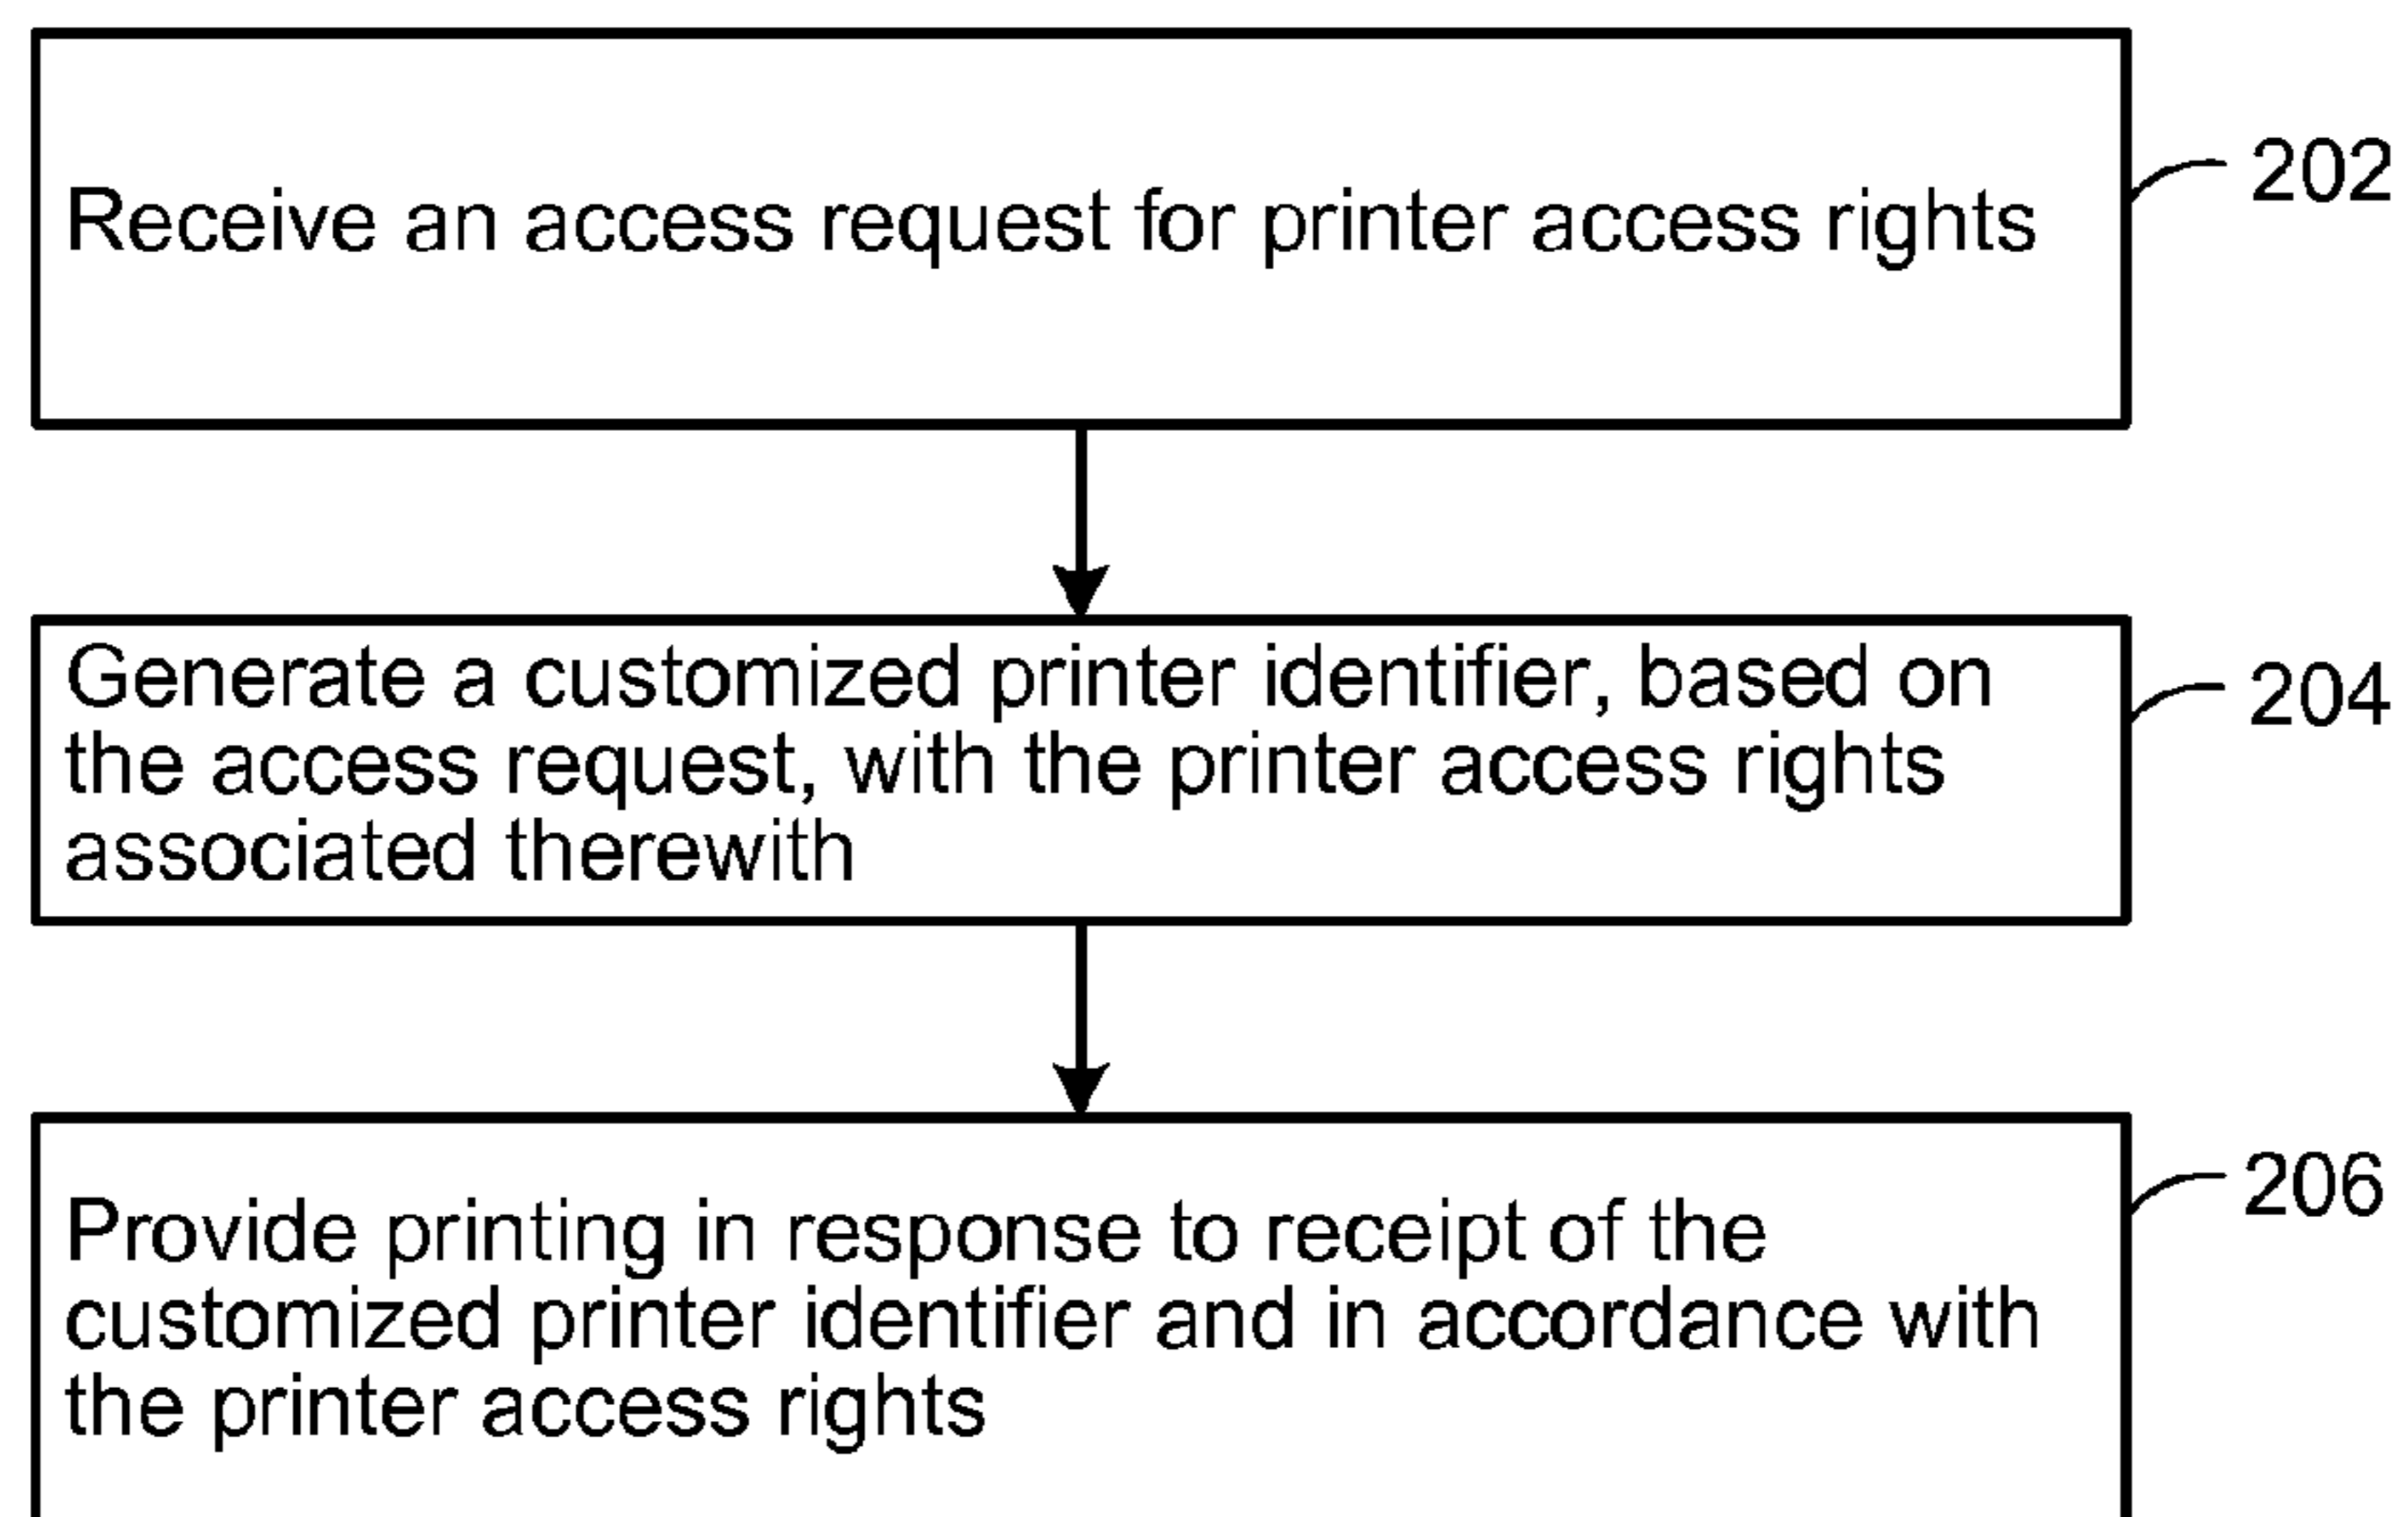 Receive an access request for printer access rights
202
Generate a customized printer identifier, based on
the access request, with the printer access rights
associated therewith
204
Provide printing in response to receipt of the
customized printer identifier and in accordance with
the printer access rights
206